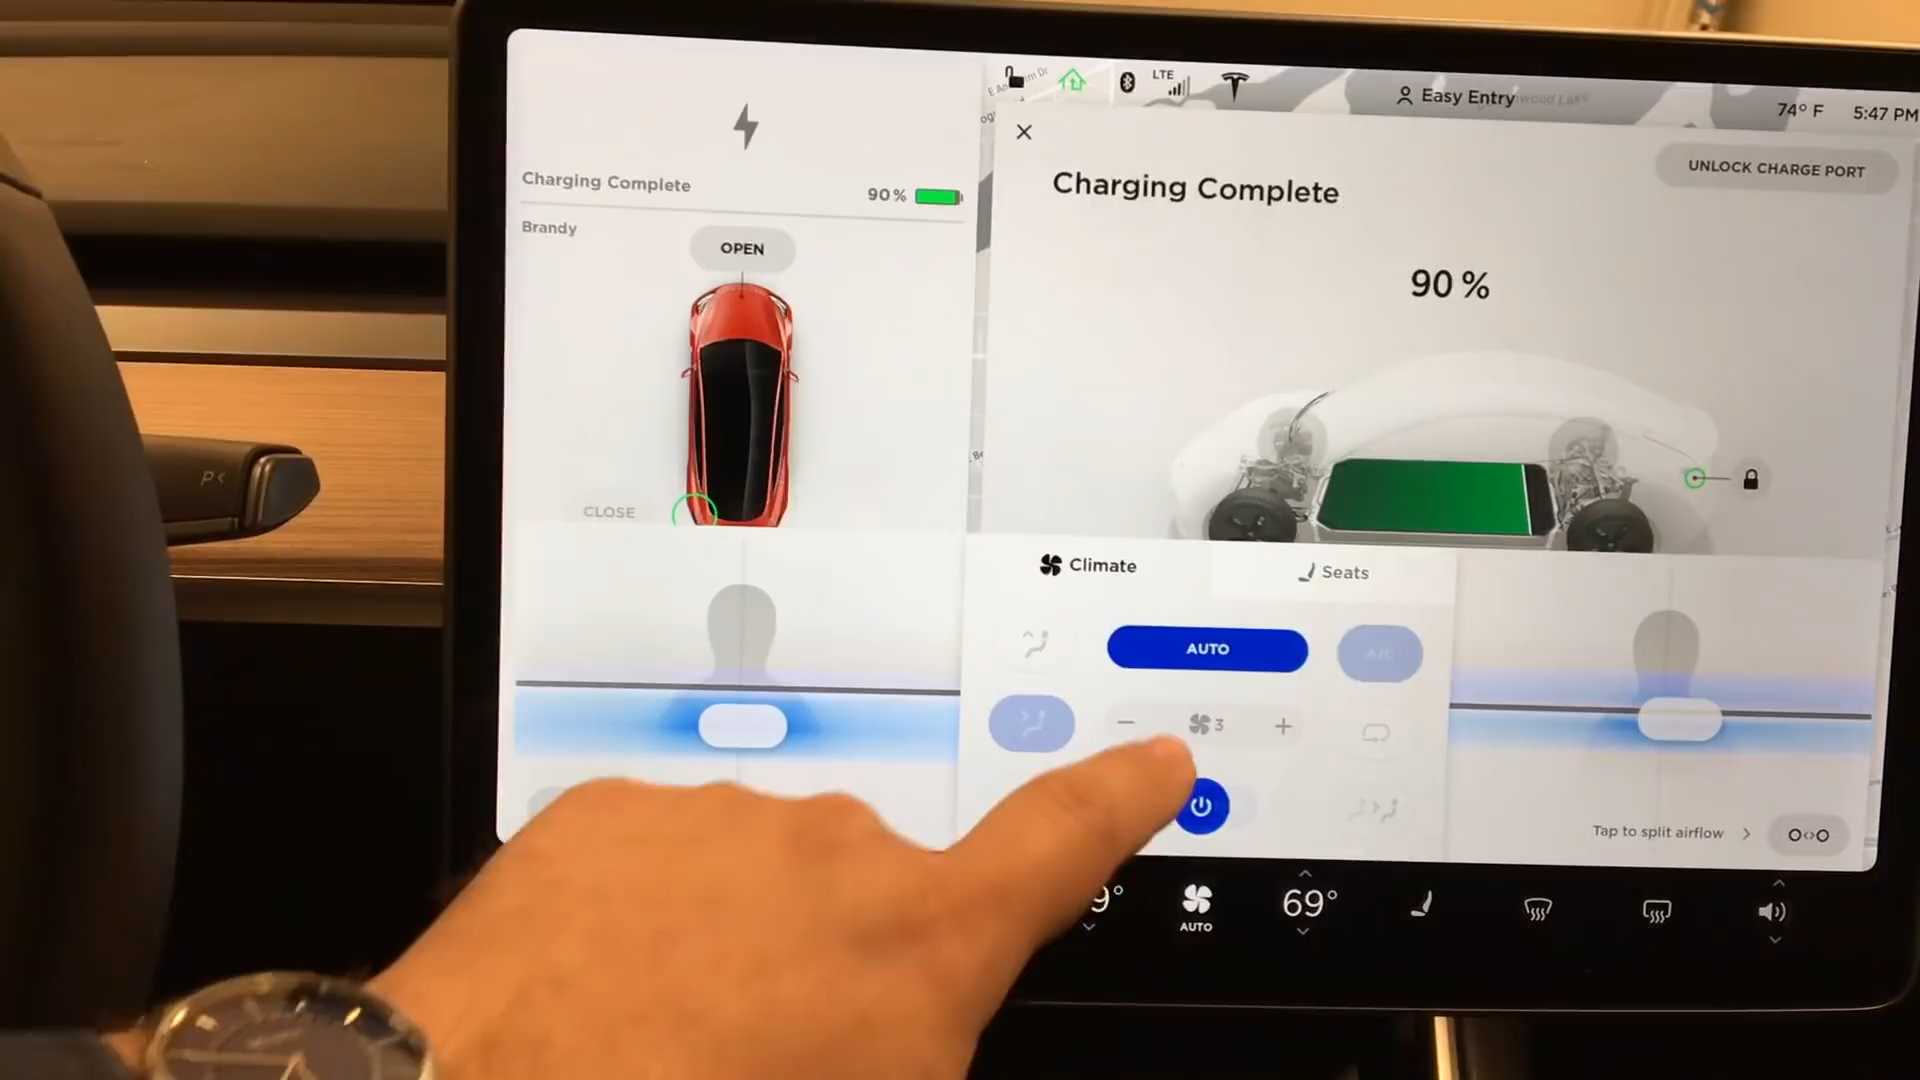 LTE
Easy Entry
74° F
5:47 PM
UNLOCK CHARGE PORT
Charging Complete
90%
Charging Complete
Brandy
OPEN
90 %
CLOSE
Climate
Seats
AUTO
A/C
3
Tap to split airflow
P
9°
AUTO
69°